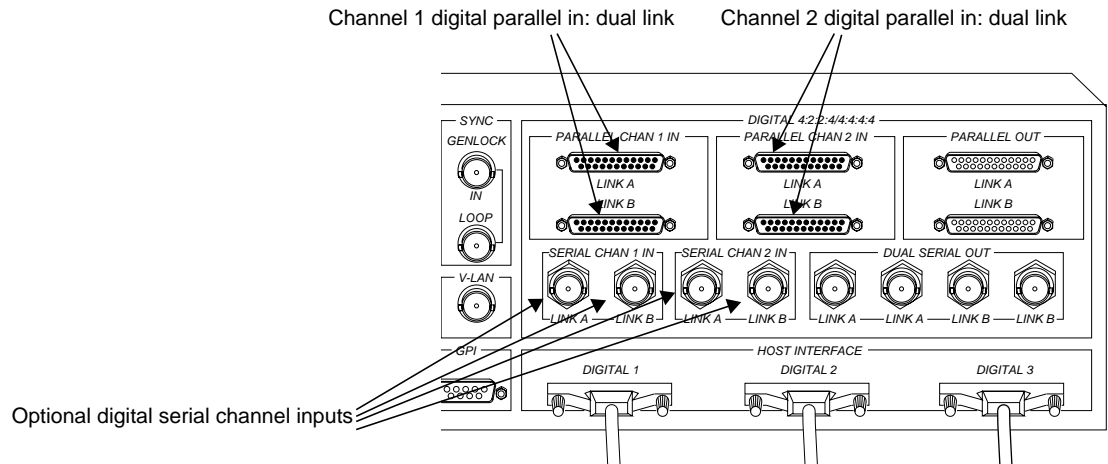 Channel 1 digital parallel in: dual link
Channel 2 digital parallel in: dual link
SYNC
GENLOCK
IN
LOOP
V-LAN
GPI
DIGITAL 4:2:2:4/4:4:4:4
PARALLEL CHAN 1 IN
LINK A
LINK B
PARALLEL CHAN 2 IN
LINK A
LINK B
PARALLEL OUT
LINK A
LINK B
SERIAL CHAN 1 IN
LINK A
LINK B
SERIAL CHAN 2 IN
LINK A
LINK B
DUAL SERIAL OUT
LINK A
LINK A
LINK B
LINK B
HOST INTERFACE
DIGITAL 1
DIGITAL 2
DIGITAL 3
Optional digital serial channel inputs